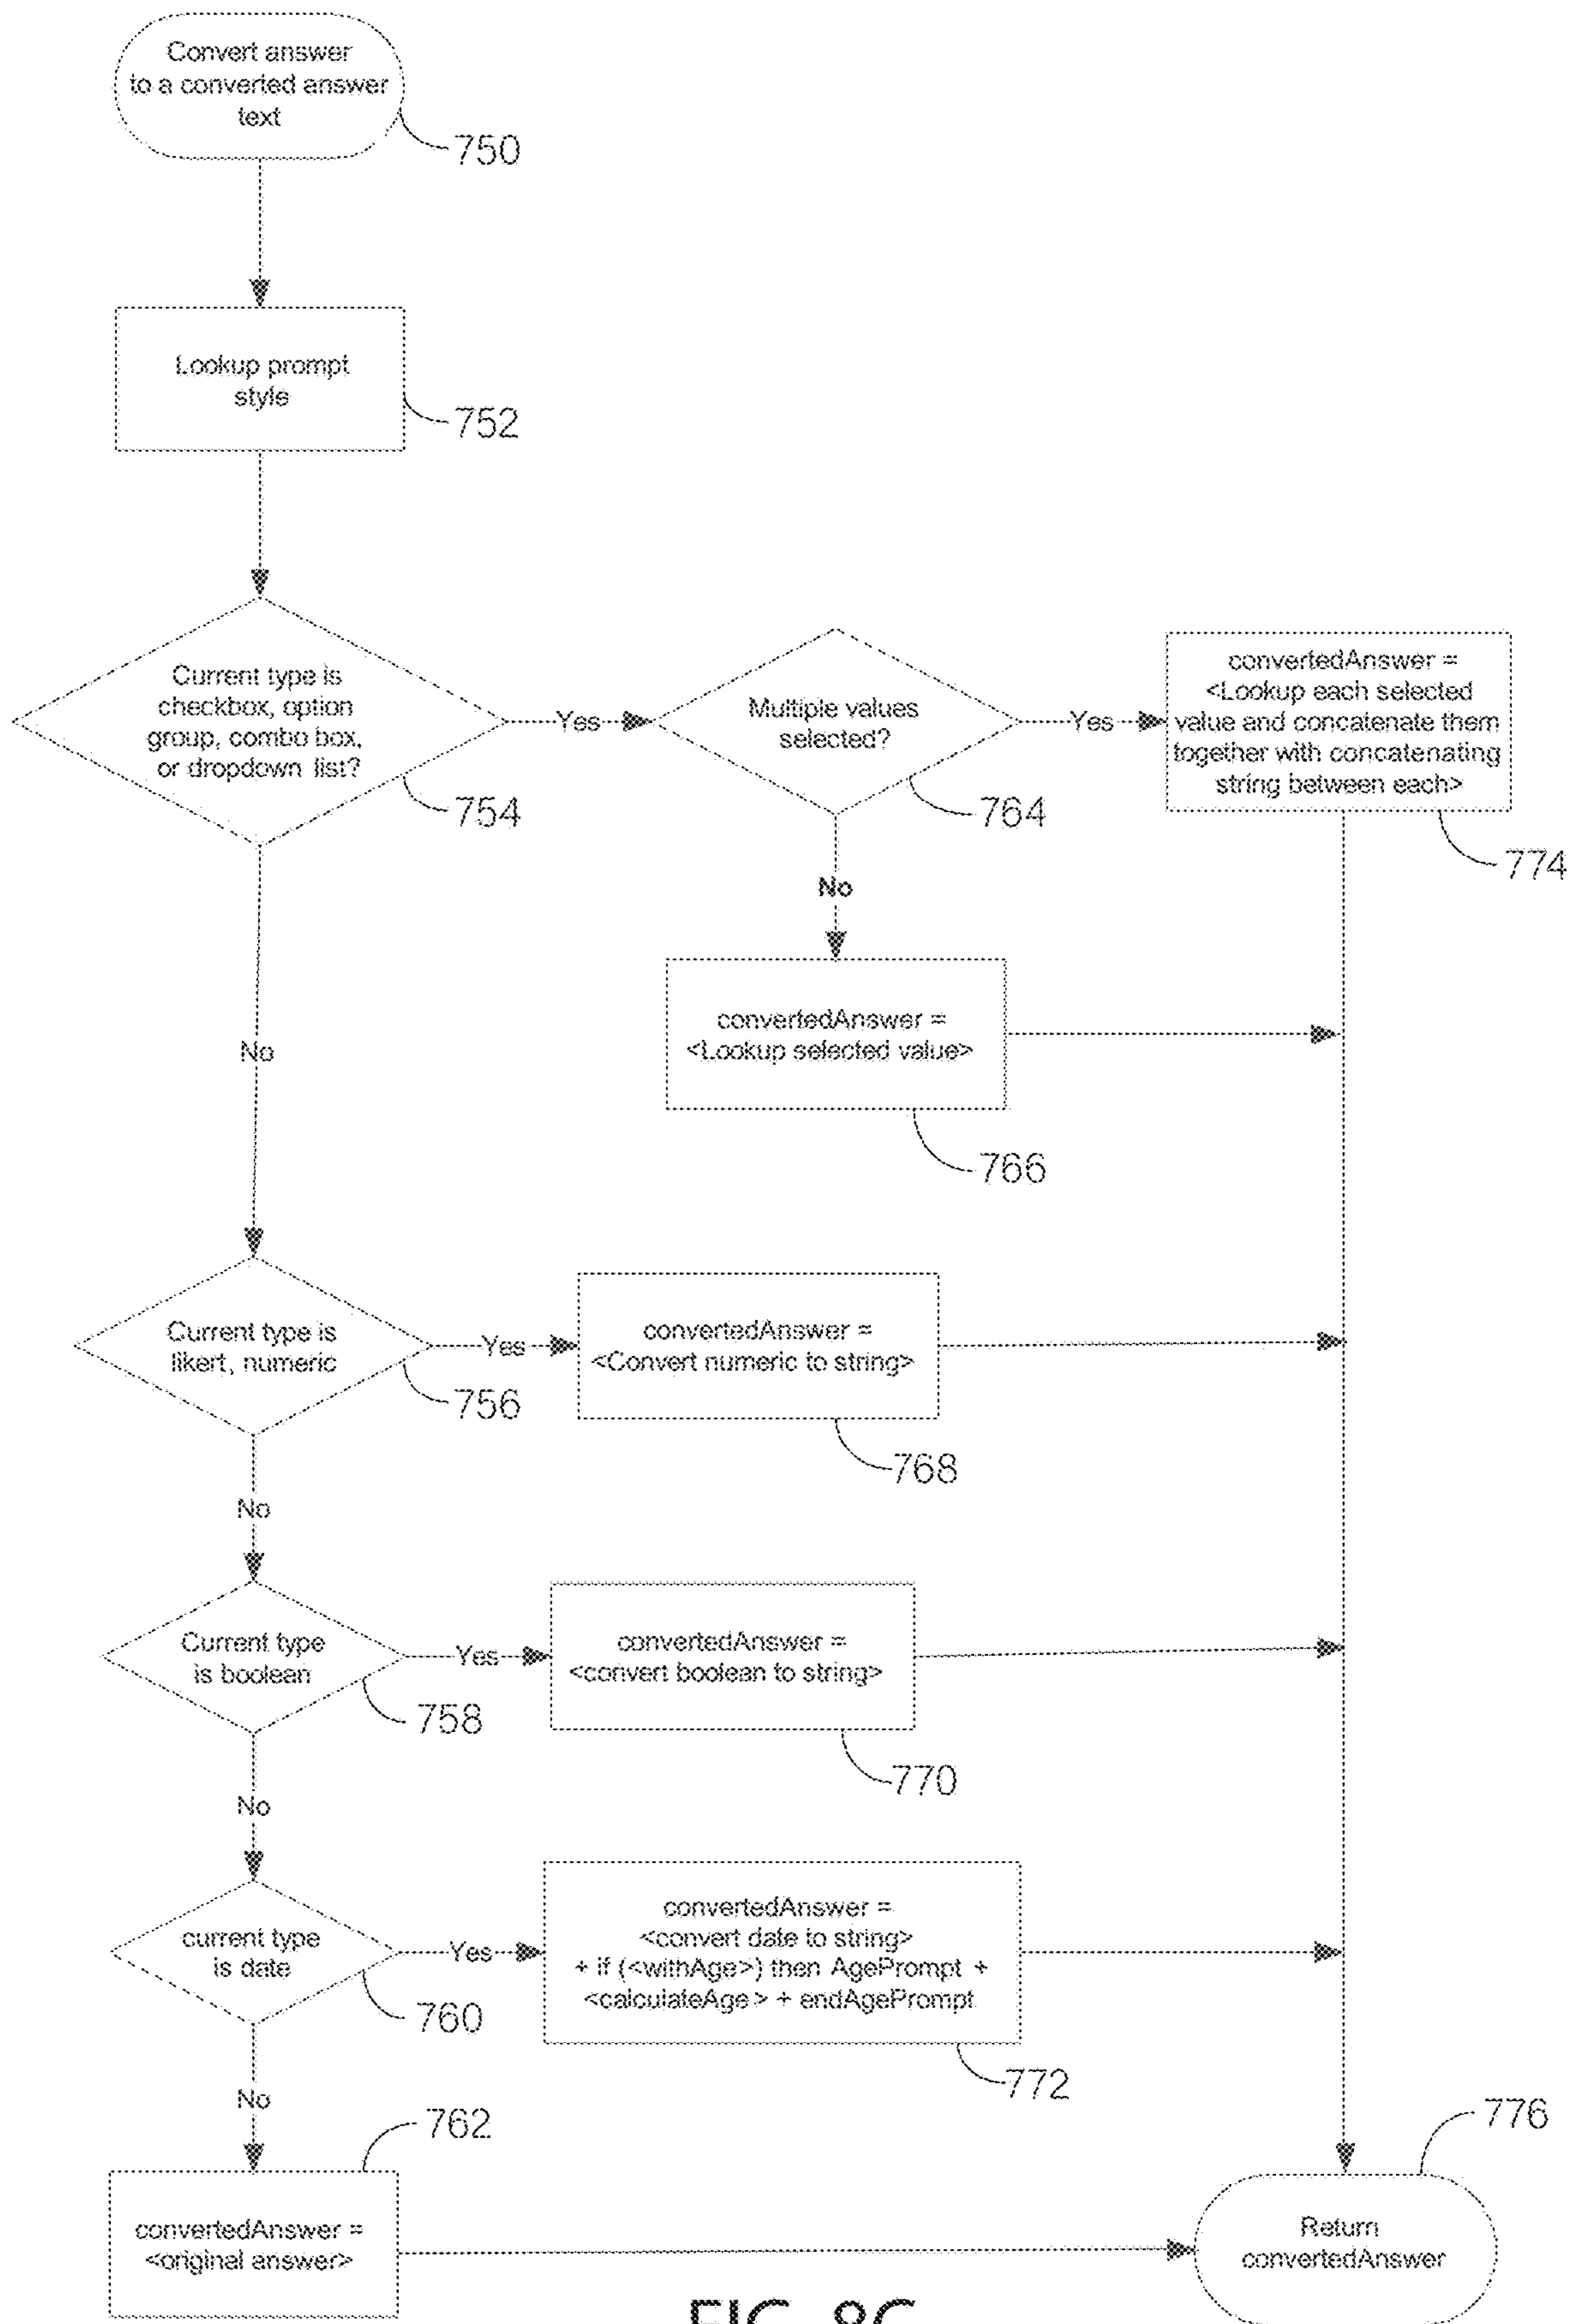 Convert answer
to a converted answer
text
750
Lookup prompt
style
752
Current type is
checkbox, option
group, combo box,
or dropdown list?
754
Yes
Multiple values
selected?
764
Yes
convertedAnswer =
<Lookup each selected
value and concatenate them
together with concatenating
string between each>
774
No
convertedAnswer =
<Lookup selected value>
766
No
Current type is
likert, numeric
756
Yes
convertedAnswer =
<Convert numeric to string>
768
No
Current type
is boolean
758
Yes
convertedAnswer =
<convert boolean to string>
770
No
current type
is date
760
Yes
convertedAnswer =
<convert date to string>
+ if (<withAge>) then AgePrompt +
<calculateAge> + endAgePrompt
772
No
762
convertedAnswer =
<original answer>
776
Return
convertedAnswer